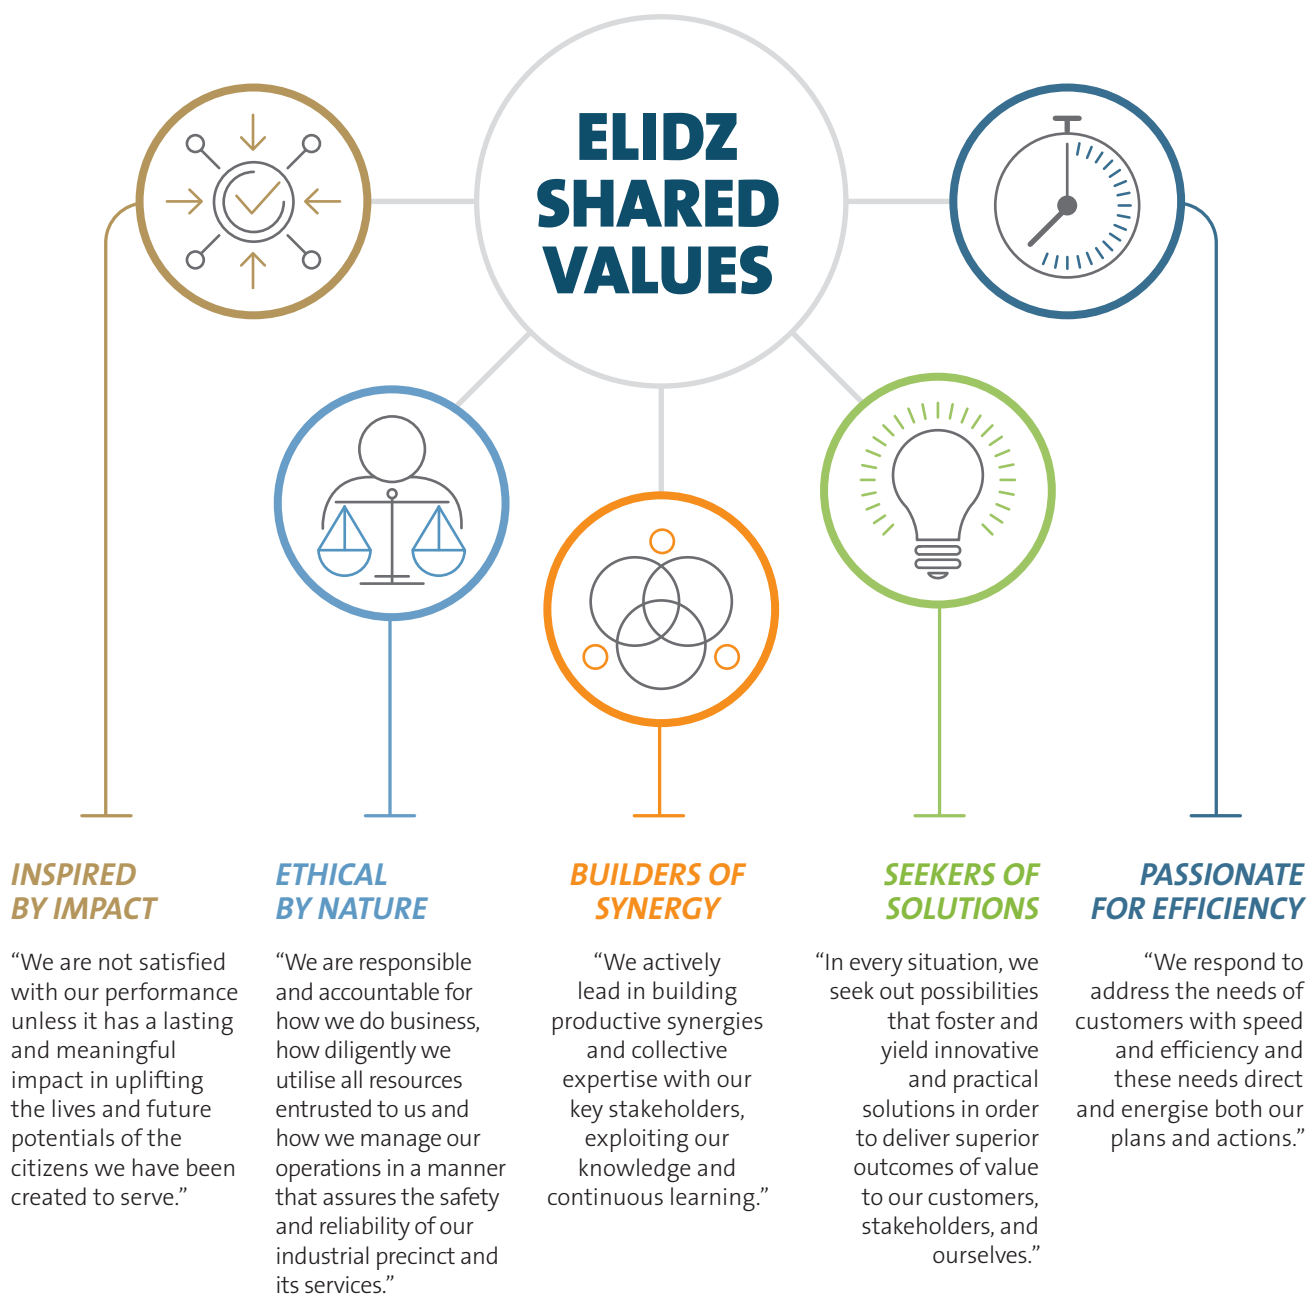 ELIDZ
SHARED
VALUES
INSPIRED
BY IMPACT
“We are not satisfied
with our performance
unless it has a lasting
and meaningful
impact in uplifting
the lives and future
potentials of the
citizens we have been
created to serve.”
ETHICAL
BY NATURE
“We are responsible
and accountable for
how we do business,
how diligently we
utilise all resources
entrusted to us and
how we manage our
operations in a manner
that assures the safety
and reliability of our
industrial precinct and
its services.”
BUILDERS OF
SYNERGY
“We actively
lead in building
productive synergies
and collective
expertise with our
key stakeholders,
exploiting our
knowledge and
continuous learning.”
SEEKERS OF
SOLUTIONS
“In every situation, we
seek out possibilities
that foster and
yield innovative
and practical
solutions in order
to deliver superior
outcomes of value
to our customers,
stakeholders, and
ourselves.”
PASSIONATE
FOR EFFICIENCY
“We respond to
address the needs of
customers with speed
and efficiency and
these needs direct
and energise both our
plans and actions.”